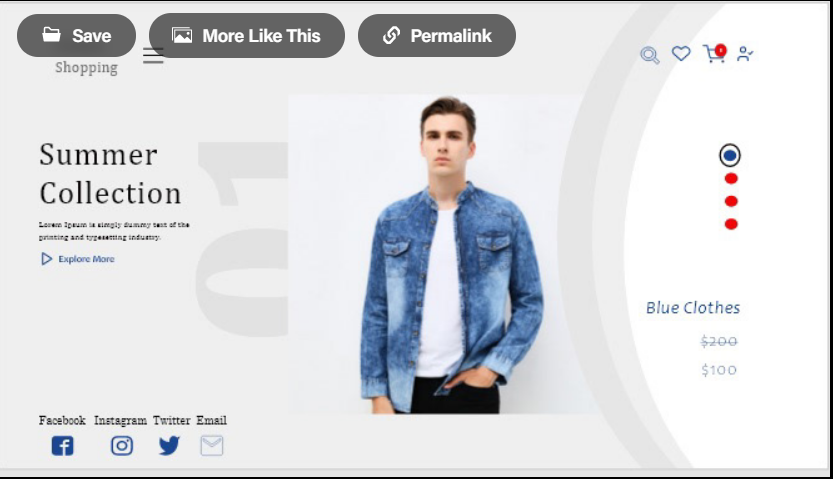 Save
More Like This
Permalink
Shopping
Summer
Collection
Lorem Ipsum is simply dummy text of the
printing and typesetting industry.
Explore More
01
Blue Clothes
$200
$100
Facebook Instagram Twitter Email